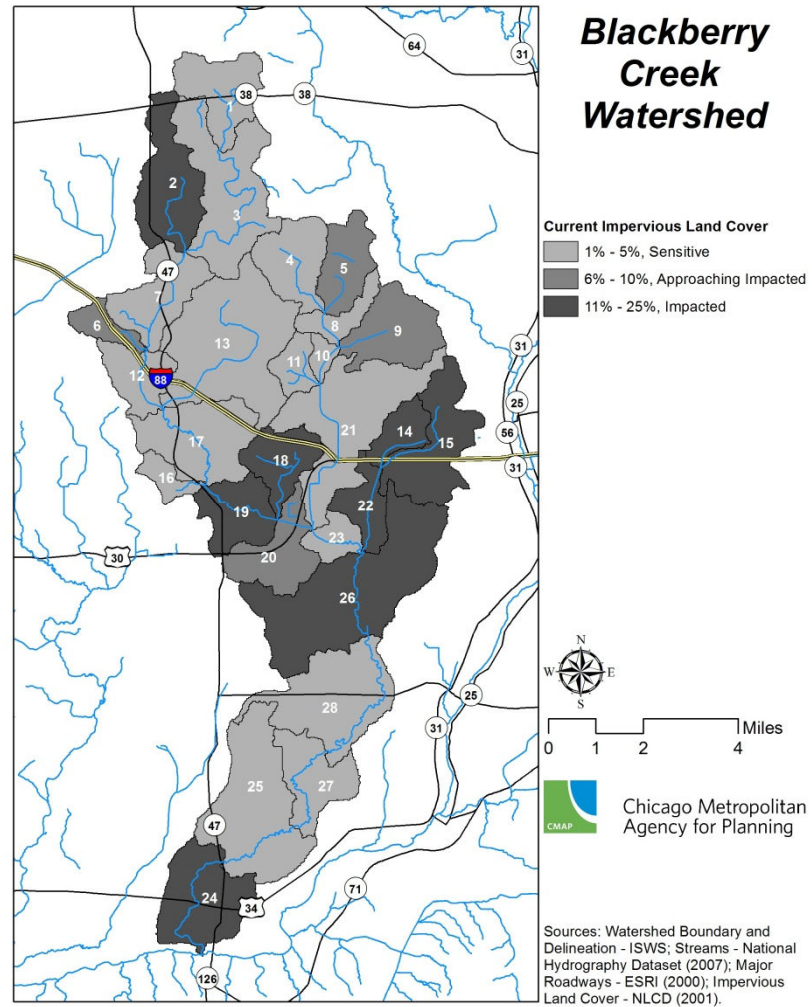 Blackberry
Creek
Watershed
Current Impervious Land Cover
1% - 5%, Sensitive
6% - 10%, Approaching Impacted
11% - 25%, Impacted
64
31
38
38
1
2
3
47
4
5
7
8
6
9
13
31
10
11
12
88
25
21
14
56
17
15
31
18
16
19
22
23
30
20
26
25
28
31
27
25
47
24
34
71
126
N
W
E
S
Miles
0 1 2 4
CMAP
Chicago Metropolitan
Agency for Planning
Sources: Watershed Boundary and
Delineation - ISWS; Streams - National
Hydrography Dataset (2007); Major
Roadways - ESRI (2000); Impervious
Land Cover - NLCD (2001).